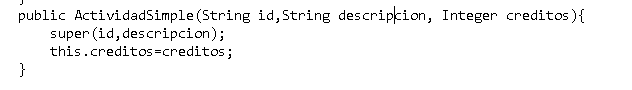 public ActividadSimple(String id,String descripcion, Integer creditos){
super(id,descripcion);
this.creditos=creditos;
}